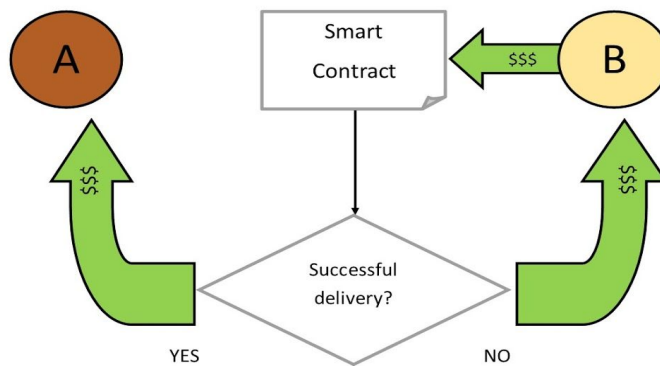 A
Smart
Contract
$$$
B
$$$
$$$
Successful
delivery?
YES
NO